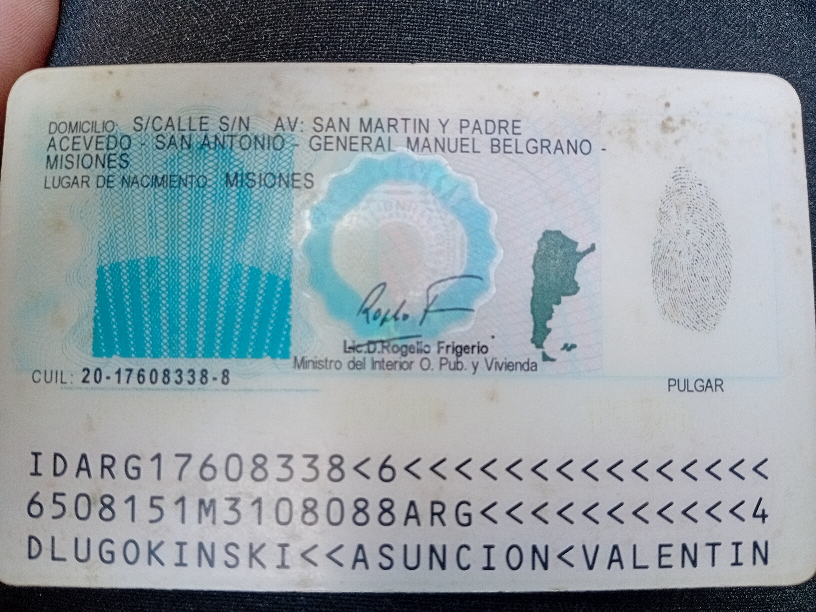 DOMICILIO: S/CALLE S/N AV: SAN MARTIN Y PADRE
ACEVEDO - SAN ANTONIO - GENERAL MANUEL BELGRANO -
MISIONES
LUGAR DE NACIMIENTO: MISIONES
Lic.D.Rogelio Frigerio
Ministro del Interior O. Pub. y Vivienda
CUIL: 20-17608338-8
PULGAR
IDARG17608338<6<<<<<<<<<<<<<<<
6508151M3108088ARG<<<<<<<<<<<4
DLUGOKINSKI<<ASUNCION<VALENTIN